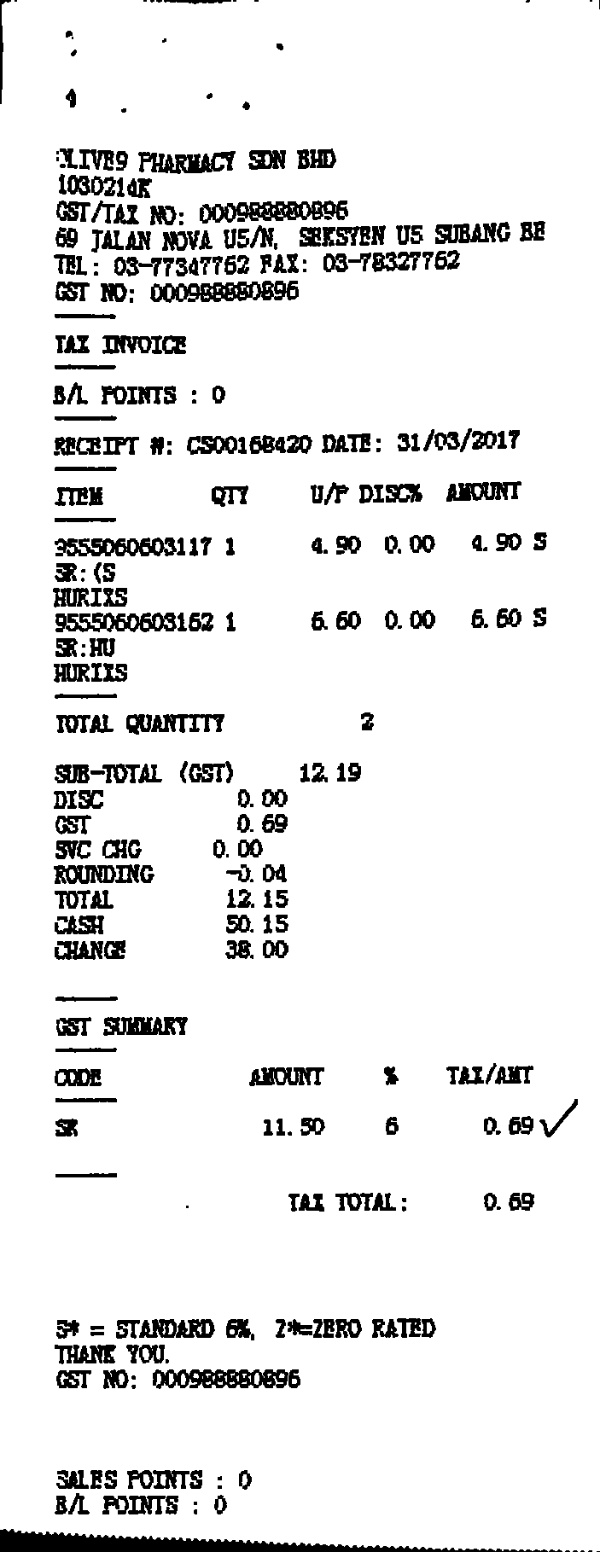 :LIVE9 PHARMACY SDN BHD
1030214K
GST/TAX NO: 000988880896
69 JALAN NOVA U5/N, SEKSYEN U5 SUBANG BE
TEL: 03-77347762 FAX: 03-78327762
GST NO: 000988880896
TAX INVOICE
B/L POINTS : 0
RECEIPT #: CS00168420 DATE: 31/03/2017
ITEM QTY U/P DISC% AMOUNT
9555060603117 1 4.90 0.00 4.90 S
SR:(S
HURIXS
9555060603162 1 6.60 0.00 6.60 S
SR:HU
HURIXS
TOTAL QUANTITY 2
SUB-TOTAL (GST) 12.19
DISC 0.00
GST 0.69
SVC CHG 0.00
ROUNDING -0.04
TOTAL 12.15
CASH 50.15
CHANGE 38.00
GST SUMMARY
CODE AMOUNT % TAX/AMT
SR 11.50 6 0.69
TAX TOTAL: 0.69
S* = STANDARD 6%, Z*=ZERO RATED
THANK YOU.
GST NO: 000988880896
SALES POINTS : 0
B/L POINTS : 0